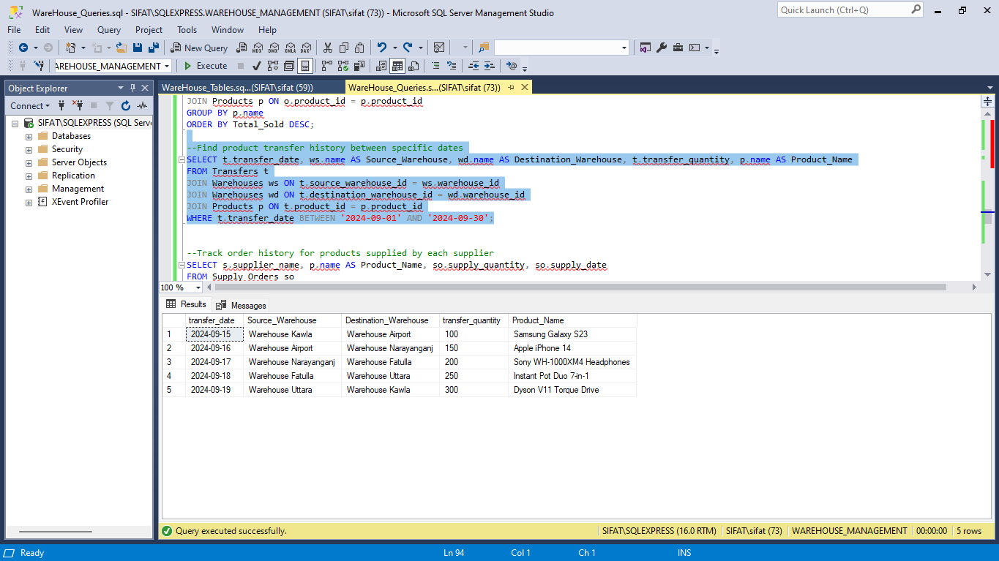 WareHouse_Queries.sql - SIFAT\SQLEXPRESS.WAREHOUSE_MANAGEMENT (SIFAT\sifat (73)) - Microsoft SQL Server Management Studio
Quick Launch (Ctrl+Q)
File Edit View Query Project Tools Window Help
New Query MDX DMX XMLA DAX
AREHOUSE_MANAGEMENT Execute
Object Explorer
WareHouse_Tables.sq...(SIFAT\sifat (59)) WareHouse_Queries.s...(SIFAT\sifat (73))
Connect
SIFAT\SQLEXPRESS (SQL Serve
Databases
Security
Server Objects
Replication
Management
XEvent Profiler
JOIN Products p ON o.product_id = p.product_id
GROUP BY p.name
ORDER BY Total_Sold DESC;
--Find product transfer history between specific dates
SELECT t.transfer_date, ws.name AS Source_Warehouse, wd.name AS Destination_Warehouse, t.transfer_quantity, p.name AS Product_Name
FROM Transfers t
JOIN Warehouses ws ON t.source_warehouse_id = ws.warehouse_id
JOIN Warehouses wd ON t.destination_warehouse_id = wd.warehouse_id
JOIN Products p ON t.product_id = p.product_id
WHERE t.transfer_date BETWEEN '2024-09-01' AND '2024-09-30';
--Track order history for products supplied by each supplier
SELECT s.supplier_name, p.name AS Product_Name, so.supply_quantity, so.supply_date
FROM Supply_Orders so
100 %
Results Messages
transfer_date Source_Warehouse Destination_Warehouse transfer_quantity Product_Name
1 2024-09-15 Warehouse Kawla Warehouse Airport 100 Samsung Galaxy S23
2 2024-09-16 Warehouse Airport Warehouse Narayanganj 150 Apple iPhone 14
3 2024-09-17 Warehouse Narayanganj Warehouse Fatulla 200 Sony WH-1000XM4 Headphones
4 2024-09-18 Warehouse Fatulla Warehouse Uttara 250 Instant Pot Duo 7-in-1
5 2024-09-19 Warehouse Uttara Warehouse Kawla 300 Dyson V11 Torque Drive
Query executed successfully. SIFAT\SQLEXPRESS (16.0 RTM) SIFAT\sifat (73) WAREHOUSE_MANAGEMENT 00:00:00 5 rows
Ready Ln 94 Col 1 Ch 1 INS